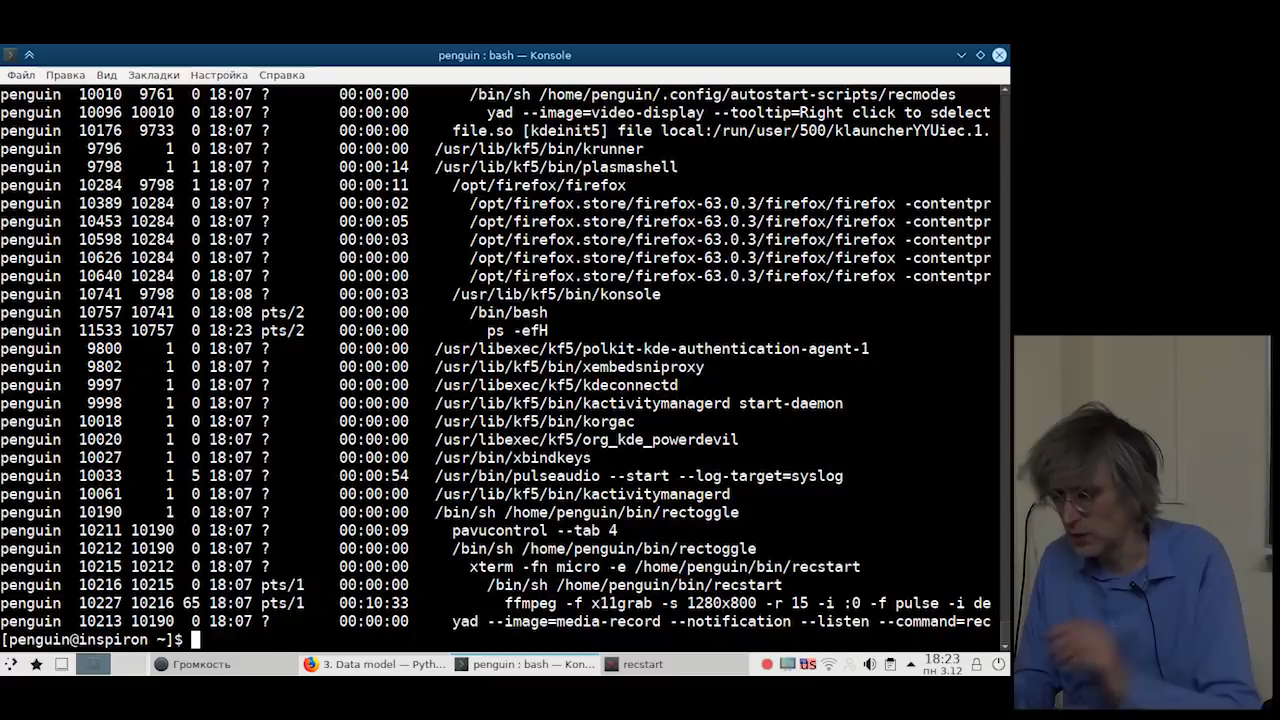 penguin : bash — Konsole
Файл Правка Вид Закладки Настройка Справка
penguin 10010 9761 0 18:07 ? 00:00:00 /bin/sh /home/penguin/.config/autostart-scripts/recmodes
penguin 10096 10010 0 18:07 ? 00:00:00 yad --image=video-display --tooltip=Right click to sdelect
penguin 10176 9733 0 18:07 ? 00:00:00 file.so [kdeinit5] file local:/run/user/500/klauncherYYUiec.1.
penguin 9796 1 0 18:07 ? 00:00:00 /usr/lib/kf5/bin/krunner
penguin 9798 1 1 18:07 ? 00:00:14 /usr/lib/kf5/bin/plasmashell
penguin 10284 9798 1 18:07 ? 00:00:11 /opt/firefox/firefox
penguin 10389 10284 0 18:07 ? 00:00:02 /opt/firefox.store/firefox-63.0.3/firefox/firefox -contentpr
penguin 10453 10284 0 18:07 ? 00:00:05 /opt/firefox.store/firefox-63.0.3/firefox/firefox -contentpr
penguin 10598 10284 0 18:07 ? 00:00:03 /opt/firefox.store/firefox-63.0.3/firefox/firefox -contentpr
penguin 10626 10284 0 18:07 ? 00:00:00 /opt/firefox.store/firefox-63.0.3/firefox/firefox -contentpr
penguin 10640 10284 0 18:07 ? 00:00:00 /opt/firefox.store/firefox-63.0.3/firefox/firefox -contentpr
penguin 10741 9798 0 18:08 ? 00:00:03 /usr/lib/kf5/bin/konsole
penguin 10757 10741 0 18:08 pts/2 00:00:00 /bin/bash
penguin 11533 10757 0 18:23 pts/2 00:00:00 ps -efH
penguin 9800 1 0 18:07 ? 00:00:00 /usr/libexec/kf5/polkit-kde-authentication-agent-1
penguin 9802 1 0 18:07 ? 00:00:00 /usr/lib/kf5/bin/xembedsniproxy
penguin 9997 1 0 18:07 ? 00:00:00 /usr/libexec/kf5/kdeconnectd
penguin 9998 1 0 18:07 ? 00:00:00 /usr/lib/kf5/bin/kactivitymanagerd start-daemon
penguin 10018 1 0 18:07 ? 00:00:00 /usr/lib/kf5/bin/korgac
penguin 10020 1 0 18:07 ? 00:00:00 /usr/libexec/kf5/org_kde_powerdevil
penguin 10027 1 0 18:07 ? 00:00:00 /usr/bin/xbindkeys
penguin 10033 1 5 18:07 ? 00:00:54 /usr/bin/pulseaudio --start --log-target=syslog
penguin 10061 1 0 18:07 ? 00:00:00 /usr/lib/kf5/bin/kactivitymanagerd
penguin 10190 1 0 18:07 ? 00:00:00 /bin/sh /home/penguin/bin/rectoggle
penguin 10211 10190 0 18:07 ? 00:00:09 pavucontrol --tab 4
penguin 10212 10190 0 18:07 ? 00:00:00 /bin/sh /home/penguin/bin/rectoggle
penguin 10215 10212 0 18:07 ? 00:00:00 xterm -fn micro -e /home/penguin/bin/recstart
penguin 10216 10215 0 18:07 pts/1 00:00:00 /bin/sh /home/penguin/bin/recstart
penguin 10227 10216 65 18:07 pts/1 00:10:33 ffmpeg -f x11grab -s 1280x800 -r 15 -i :0 -f pulse -i de
penguin 10213 10190 0 18:07 ? 00:00:00 yad --image=media-record --notification --listen --command=rec
[penguin@inspiron ~]$
Громкость 3. Data model — Pyth... penguin : bash — Kon... recstart US 18:23
пн 3.12